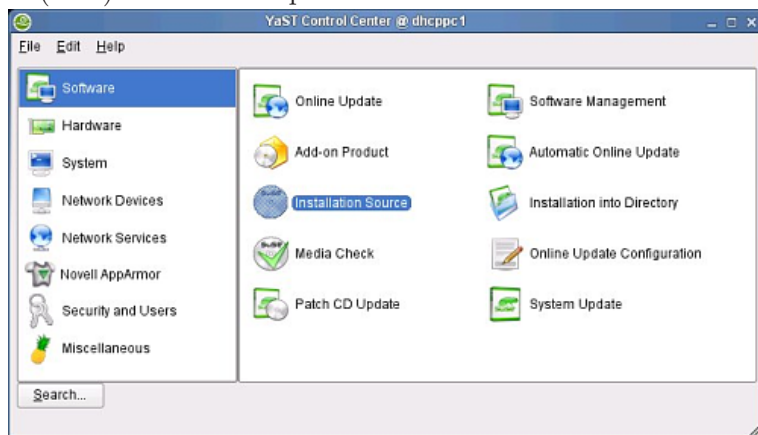 YaST Control Center @ dhcppc1
File Edit Help
Software
Hardware
System
Network Devices
Network Services
Novell AppArmor
Security and Users
Miscellaneous
Online Update
Software Management
Add-on Product
Automatic Online Update
Installation Source
Installation into Directory
Media Check
Online Update Configuration
Patch CD Update
System Update
Search...